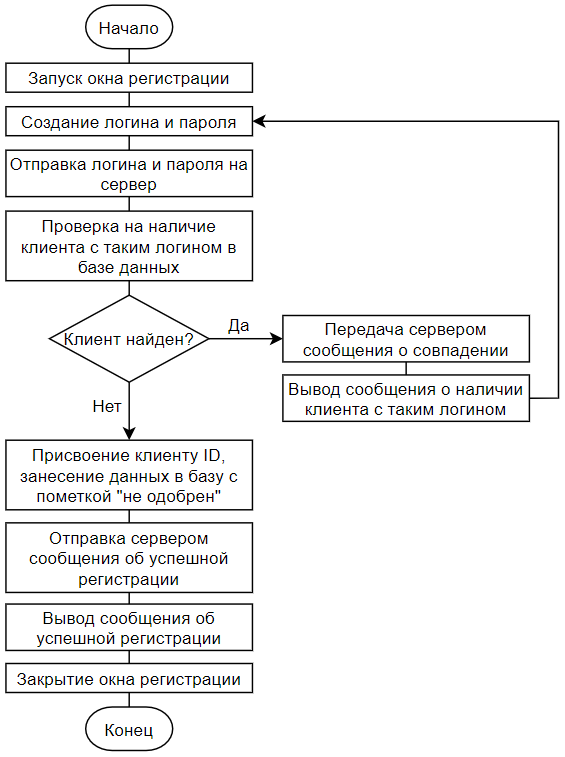 Начало
Запуск окна регистрации
Создание логина и пароля
Отправка логина и пароля на
сервер
Проверка на наличие
клиента с таким логином в
базе данных
Клиент найден?
Да
Передача сервером
сообщения о совпадении
Вывод сообщения о наличии
клиента с таким логином
Нет
Присвоение клиенту ID,
занесение данных в базу с
пометкой "не одобрен"
Отправка сервером
сообщения об успешной
регистрации
Вывод сообщения об
успешной регистрации
Закрытие окна регистрации
Конец